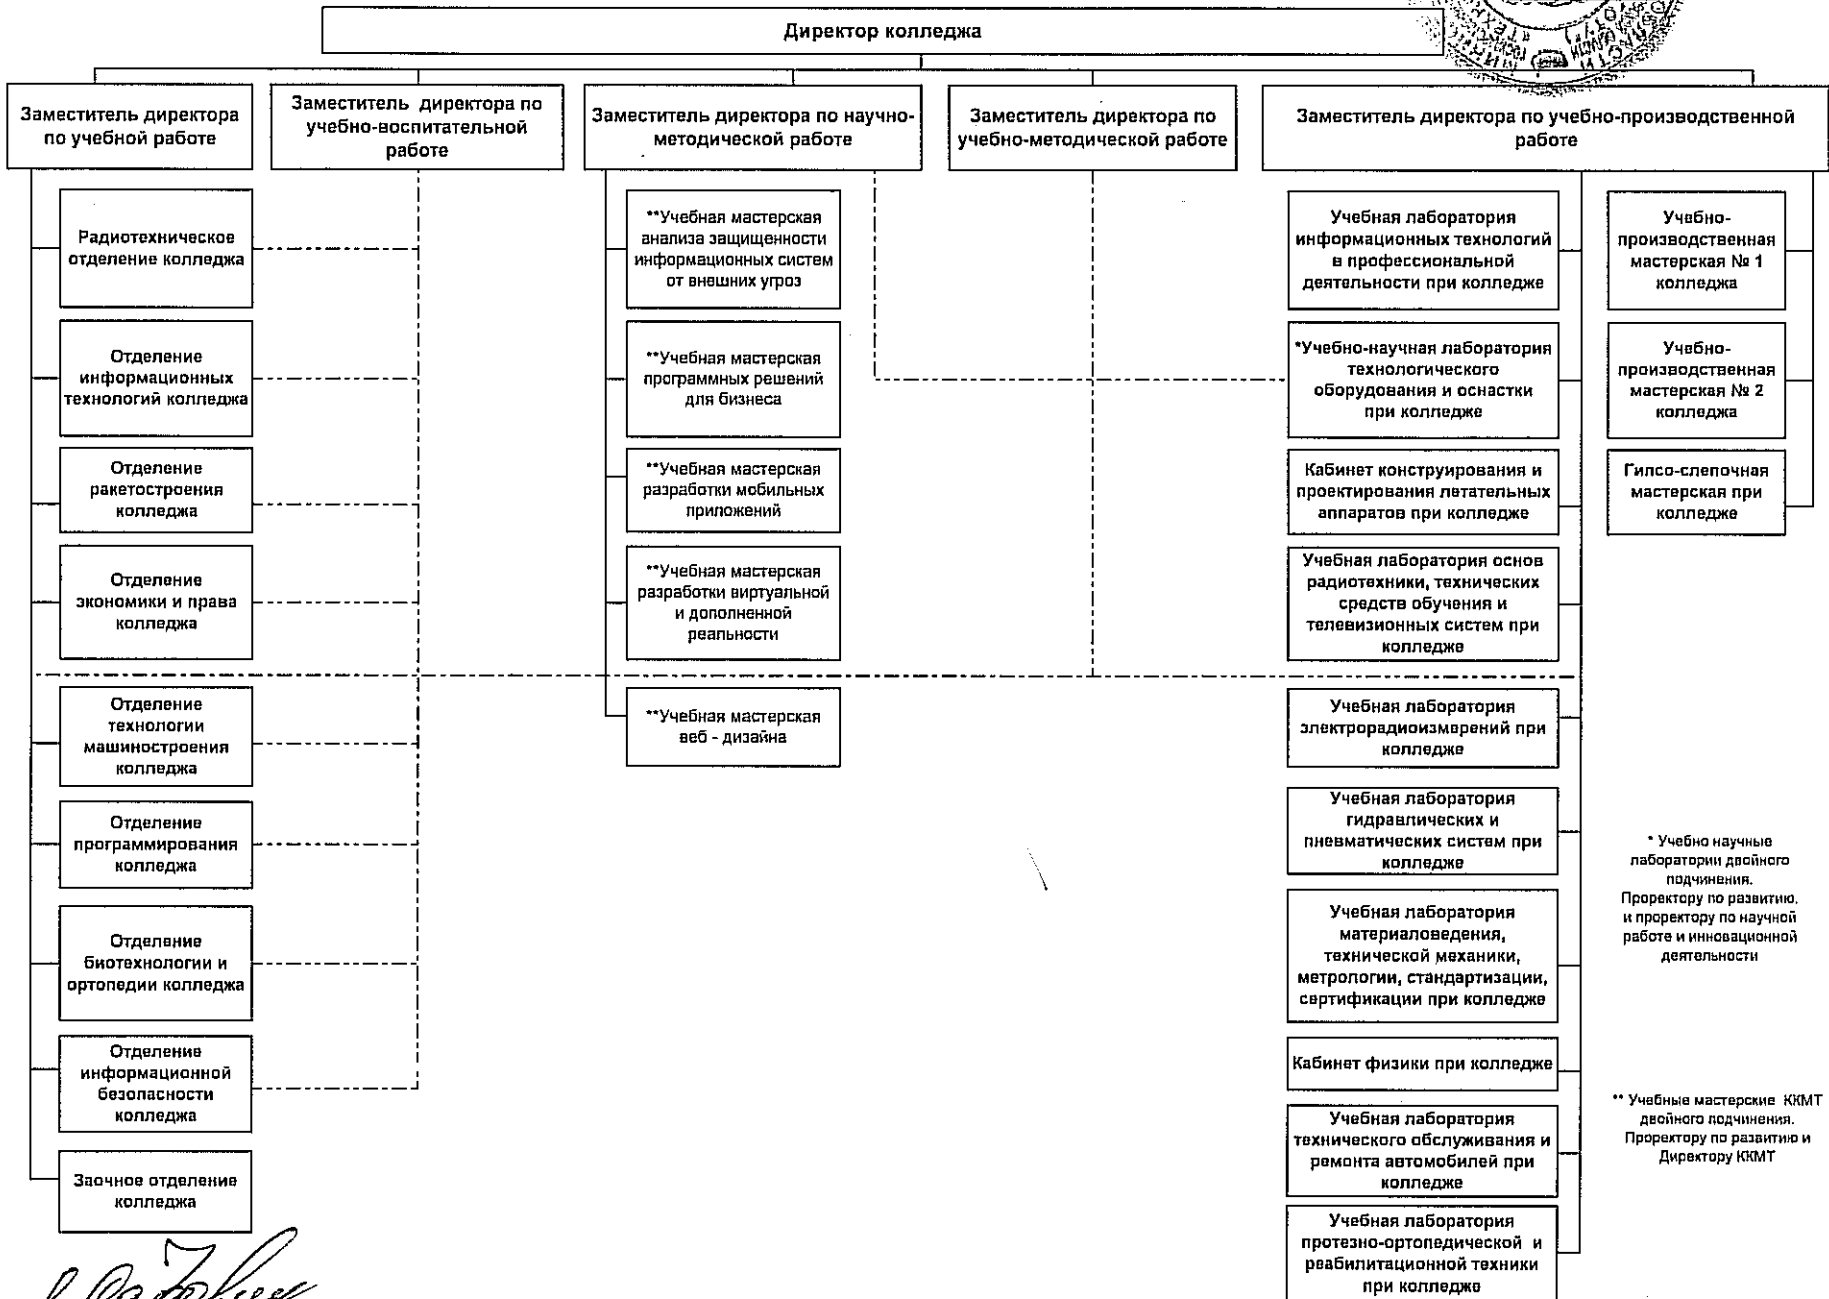 Директор колледжа
Заместитель директора
по учебной работе
Заместитель директора по
учебно-воспитательной
работе
Заместитель директора по научно-
методической работе
Заместитель директора по
учебно-методической работе
Заместитель директора по учебно-производственной
работе
Радиотехническое
отделение колледжа
Отделение
информационных
технологий колледжа
Отделение
ракетостроения
колледжа
Отделение
экономики и права
колледжа
Отделение
технологии
машиностроения
колледжа
Отделение
программирования
колледжа
Отделение
биотехнологии и
ортопедии колледжа
Отделение
информационной
безопасности
колледжа
Заочное отделение
колледжа
**Учебная мастерская
анализа защищенности
информационных систем
от внешних угроз
**Учебная мастерская
программных решений
для бизнеса
**Учебная мастерская
разработки мобильных
приложений
**Учебная мастерская
разработки виртуальной
и дополненной
реальности
**Учебная мастерская
веб - дизайна
Учебная лаборатория
информационных технологий
в профессиональной
деятельности при колледже
*Учебно-научная лаборатория
технологического
оборудования и оснастки
при колледже
Кабинет конструирования и
проектирования летательных
аппаратов при колледже
Учебная лаборатория основ
радиотехники, технических
средств обучения и
телевизионных систем при
колледже
Учебная лаборатория
электрорадиоизмерений при
колледже
Учебная лаборатория
гидравлических и
пневматических систем при
колледже
Учебная лаборатория
материаловедения,
технической механики,
метрологии, стандартизации,
сертификации при колледже
Кабинет физики при колледже
Учебная лаборатория
технического обслуживания и
ремонта автомобилей при
колледже
Учебная лаборатория
протезно-ортопедической и
реабилитационной техники
при колледже
Учебно-
производственная
мастерская № 1
колледжа
Учебно-
производственная
мастерская № 2
колледжа
Гипсо-слепочная
мастерская при
колледже
* Учебно научные
лаборатории двойного
подчинения.
Проректору по развитию.
и проректору по научной
работе и инновационной
деятельности
** Учебные мастерские ККМТ
двойного подчинения.
Проректору по развитию и
Директору ККМТ